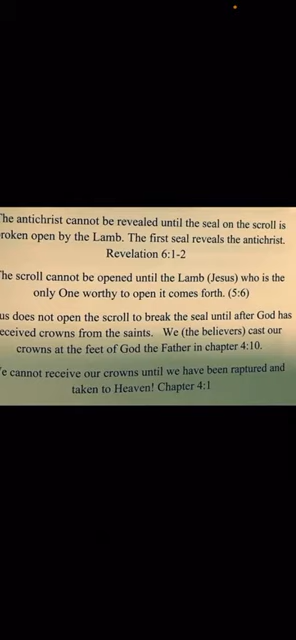 The antichrist cannot be revealed until the seal on the scroll is
roken open by the Lamb. The first seal reveals the antichrist.
Revelation 6:1-2
The scroll cannot be opened until the Lamb (Jesus) who is the
only One worthy to open it comes forth. (5:6)
us does not open the scroll to break the seal until after God has
eceived crowns from the saints. We (the believers) cast our
crowns at the feet of God the Father in chapter 4:10.
e cannot receive our crowns until we have been raptured and
taken to Heaven! Chapter 4:1